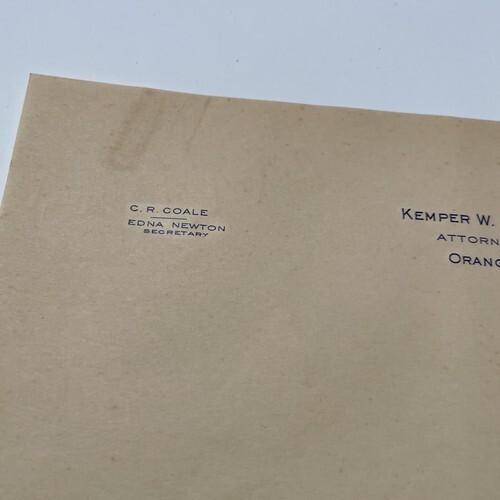 C. R. COALE
EDNA NEWTON
SECRETARY
KEMPER W.
ATTORN
ORANG